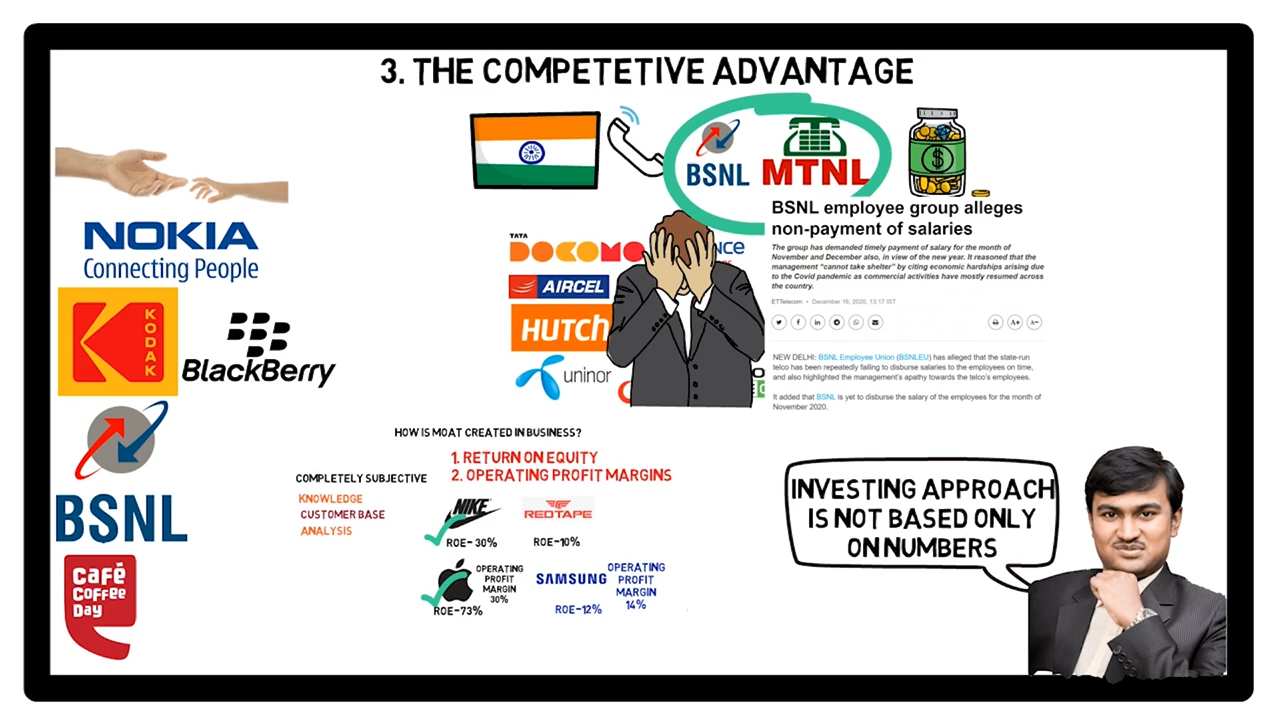 3. THE COMPETETIVE ADVANTAGE
BSNL
MTNL
$
NOKIA
Connecting People
KODAK
BlackBerry
BSNL
Café
Coffee
Day
TATA
DOCOMO
AIRCEL
HUTCH
uninor
nce
BSNL employee group alleges
non-payment of salaries
The group has demanded timely payment of salary for the month of
November and December also, in view of the new year. It reasoned that the
management "cannot take shelter" by citing economic hardships arising due
to the Covid pandemic as commercial activities have mostly resumed across
the country.
ETTelecom • December 16, 2020, 13:17 IST
A+ A-
NEW DELHI: BSNL Employee Union (BSNLEU) has alleged that the state-run
telco has been repeatedly failing to disburse salaries to the employees on time,
and also highlighted the management's apathy towards the telco's employees.
It added that BSNL is yet to disburse the salary of the employees for the month of
November 2020.
HOW IS MOAT CREATED IN BUSINESS?
1. RETURN ON EQUITY
2. OPERATING PROFIT MARGINS
COMPLETELY SUBJECTIVE
KNOWLEDGE
CUSTOMER BASE
ANALYSIS
NIKE
ROE-30%
REDTAPE
ROE-10%
OPERATING
PROFIT
MARGIN
30%
ROE-73%
SAMSUNG
ROE-12%
OPERATING
PROFIT
MARGIN
14%
INVESTING APPROACH
IS NOT BASED ONLY
ON NUMBERS